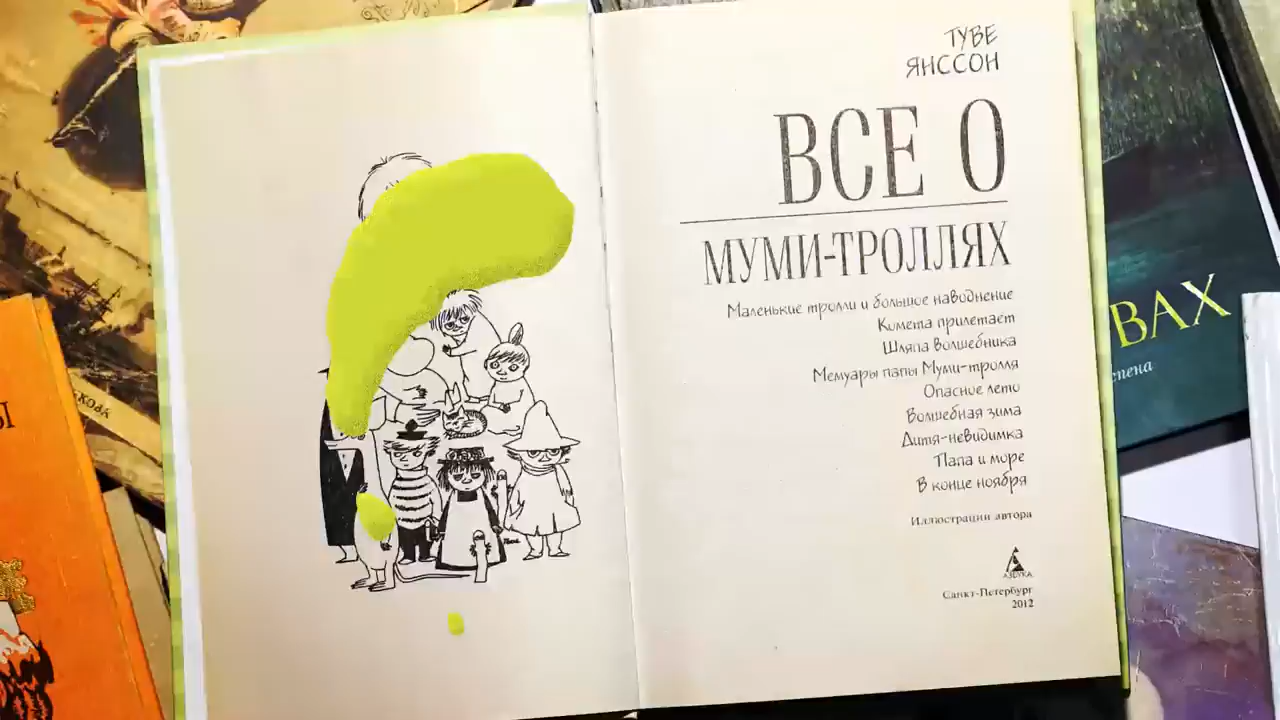 ТУВЕ
ЯНССОН
ВСЕ О
МУМИ-ТРОЛЛЯХ
Маленькие тролли и большое наводнение
Комета прилетает
Шляпа Волшебника
Мемуары папы Муми-тролля
Опасное лето
Волшебная зима
Дитя-невидимка
Папа и море
В конце ноября
Иллюстрации автора
АЗБУКА
Санкт-Петербург
2012
ВАХ
Ы